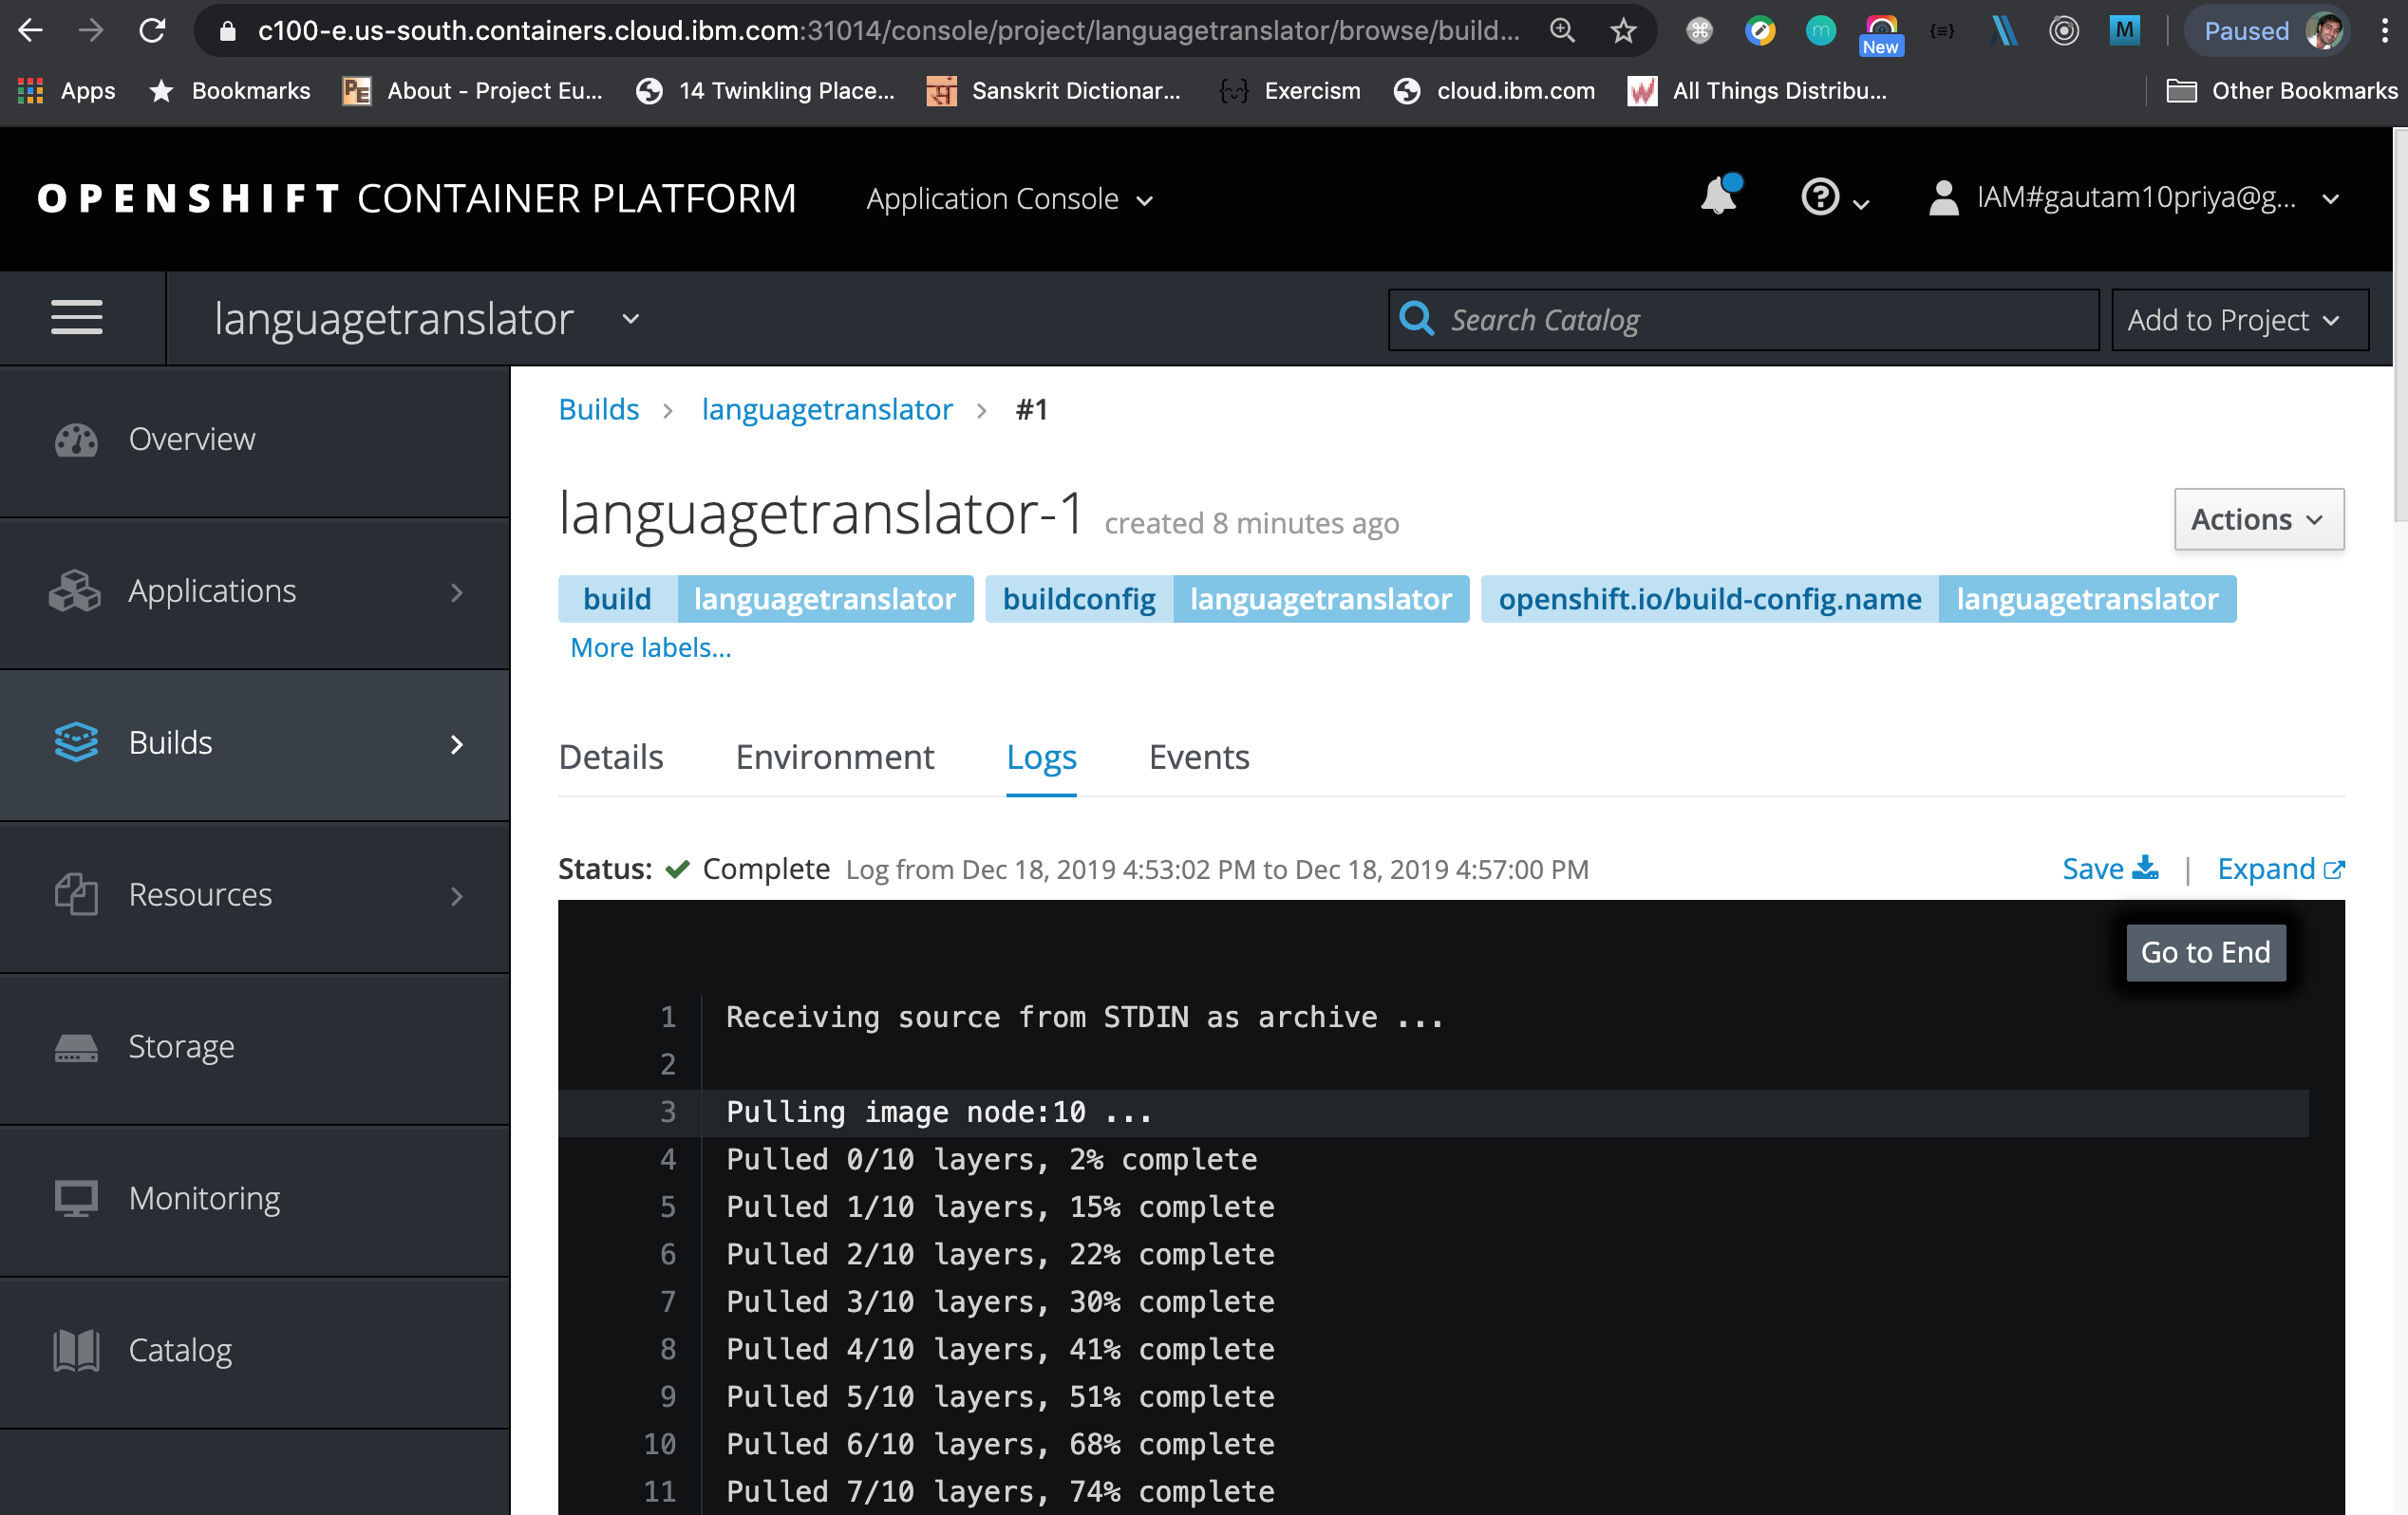 c100-e.us-south.containers.cloud.ibm.com:31014/console/project/languagetranslator/browse/build...
New
m
{≡}
M
Paused
Apps
Bookmarks
PE About - Project Eu...
14 Twinkling Place...
सं Sanskrit Dictionar...
Exercism
cloud.ibm.com
All Things Distribu...
Other Bookmarks
OPENSHIFT CONTAINER PLATFORM
Application Console
IAM#gautam10priya@g...
languagetranslator
Search Catalog
Add to Project
Overview
Applications
Builds
Resources
Storage
Monitoring
Catalog
Builds > languagetranslator > #1
languagetranslator-1 created 8 minutes ago
Actions
build languagetranslator buildconfig languagetranslator openshift.io/build-config.name languagetranslator
More labels...
Details Environment Logs Events
Status: Complete Log from Dec 18, 2019 4:53:02 PM to Dec 18, 2019 4:57:00 PM
Save | Expand
Go to End
1 Receiving source from STDIN as archive ...
2
3 Pulling image node:10 ...
4 Pulled 0/10 layers, 2% complete
5 Pulled 1/10 layers, 15% complete
6 Pulled 2/10 layers, 22% complete
7 Pulled 3/10 layers, 30% complete
8 Pulled 4/10 layers, 41% complete
9 Pulled 5/10 layers, 51% complete
10 Pulled 6/10 layers, 68% complete
11 Pulled 7/10 layers, 74% complete